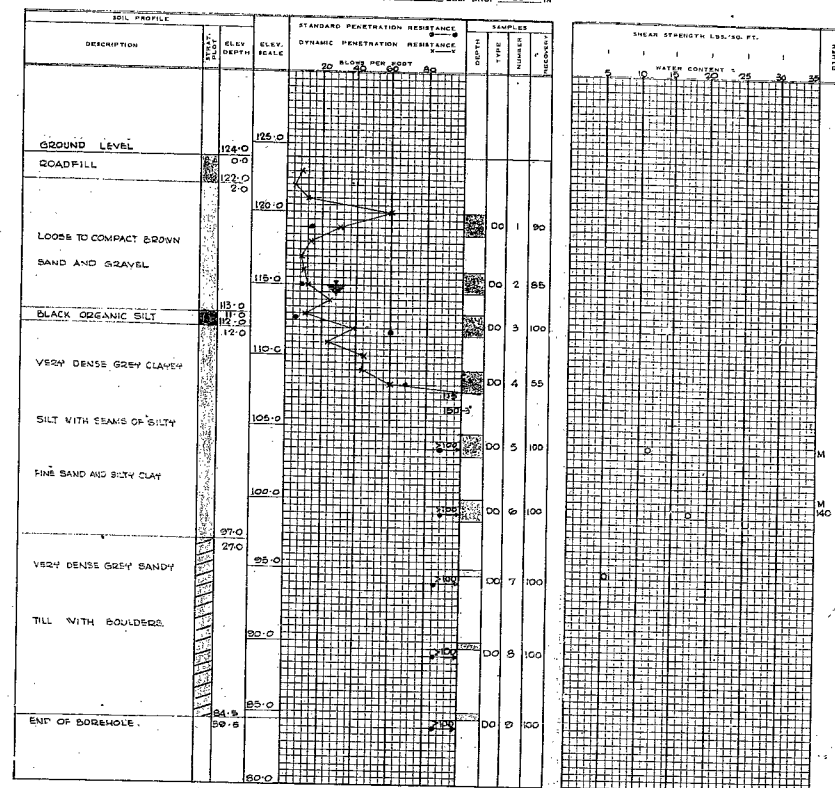 SOIL PROFILE
DESCRIPTION
STRAT. PLOT
ELEV DEPTH
ELEV. SCALE
STANDARD PENETRATION RESISTANCE
DYNAMIC PENETRATION RESISTANCE
BLOWS PER FOOT
20 40 60 80
SAMPLES
DEPTH
TYPE
NUMBER
RECOVERY
SHEAR STRENGTH LBS./SQ. FT.
WATER CONTENT %
5 10 15 20 25 30 35
OTHER
125.0
GROUND LEVEL 124.0
0.0
ROADFILL
122.0
2.0
120.0
DO 1 90
LOOSE TO COMPACT BROWN
SAND AND GRAVEL
115.0
DO 2 85
113.0
BLACK ORGANIC SILT 11.0
112.0
12.0
DO 3 100
110.0
VERY DENSE GREY CLAYEY
DO 4 55
115
150-3"
105.0
SILT WITH SEAMS OF SILTY
>100 DO 5 100
M
FINE SAND AND SILTY CLAY
100.0
>100 DO 6 100
M
140
97.0
27.0
95.0
VERY DENSE GREY SANDY
>100 DO 7 100
TILL WITH BOULDERS
90.0
>100 DO 8 100
85.0
84.5
END OF BOREHOLE.
>100 DO 9 100
80.0